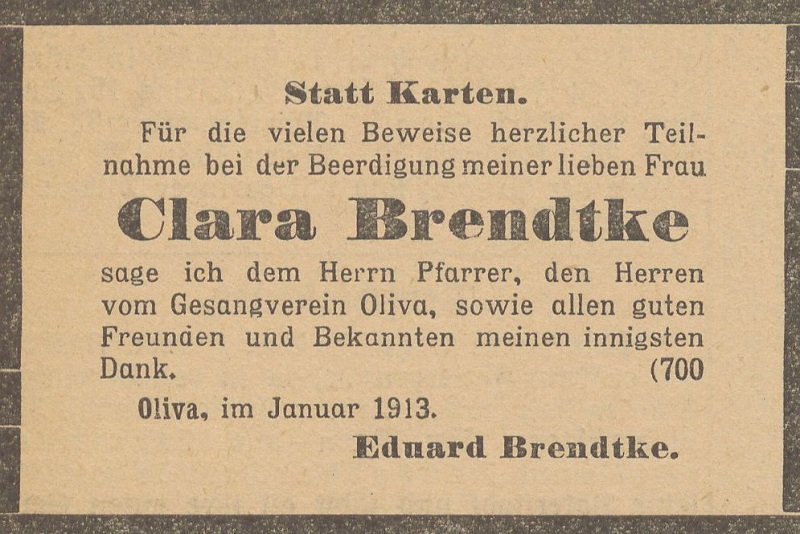 Statt Karten.
Für die vielen Beweise herzlicher Teil-
nahme bei der Beerdigung meiner lieben Frau
Clara Brendtke
sage ich dem Herrn Pfarrer, den Herren
vom Gesangverein Oliva, sowie allen guten
Freunden und Bekannten meinen innigsten
Dank. (700
Oliva, im Januar 1913.
Eduard Brendtke.